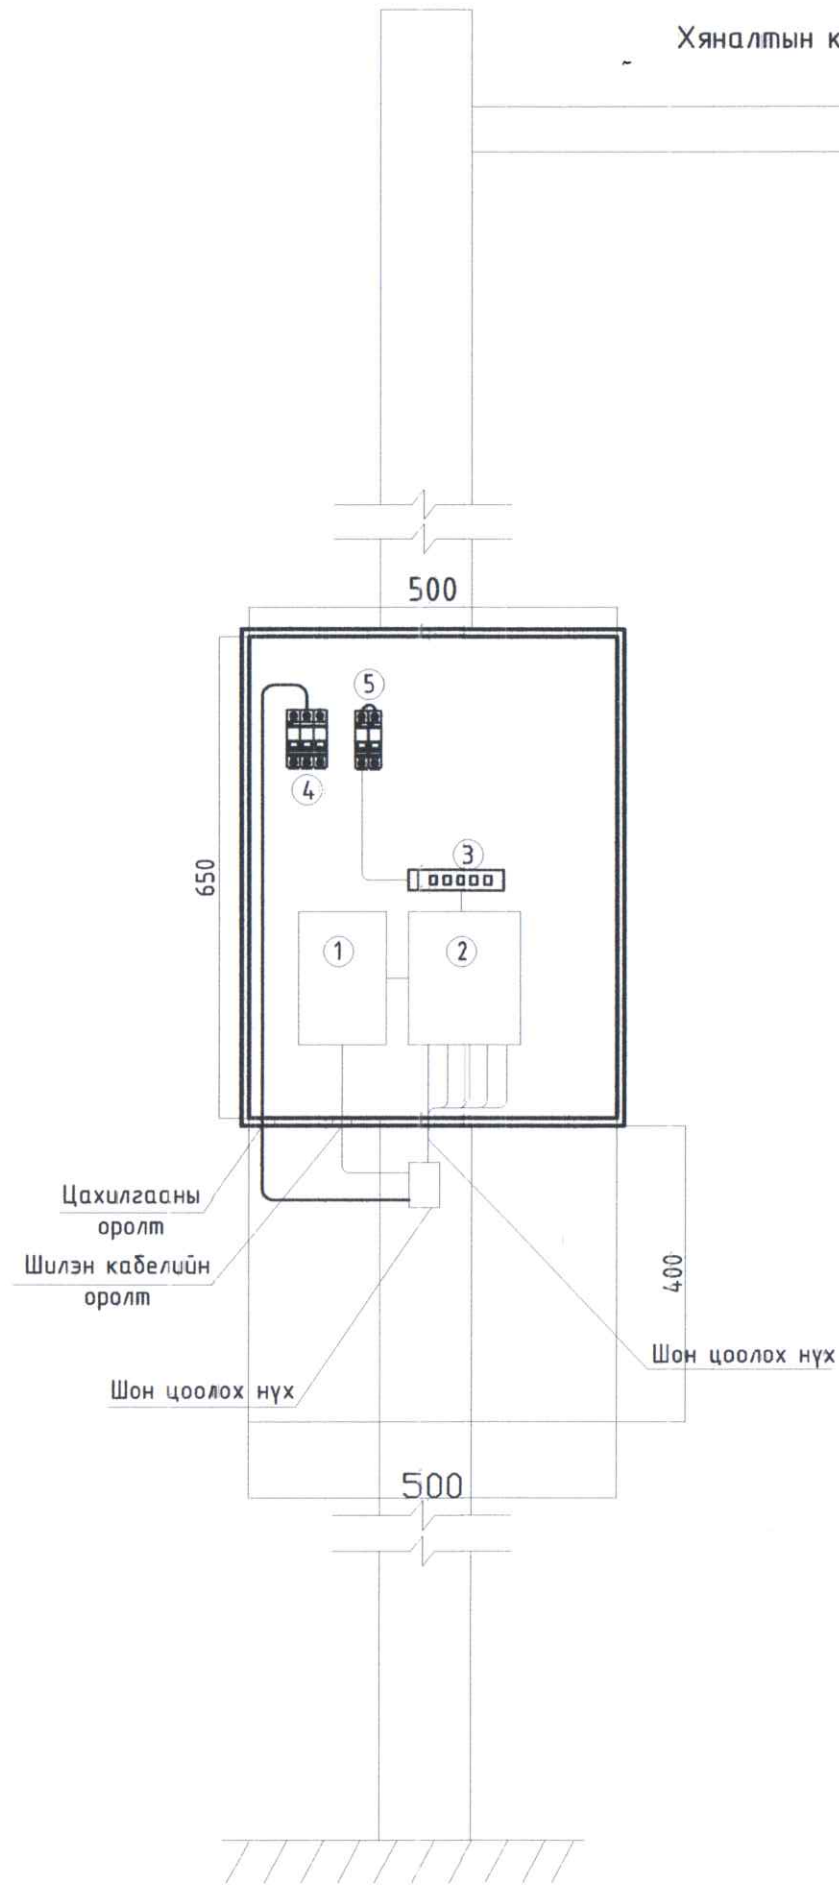 Хяналтын к
500
5
4
3
650
1
2
Цахилгааны
оролт
Шилэн кабелийн
оролт
400
Шон цоолох нүх
Шон цоолох нүх
500